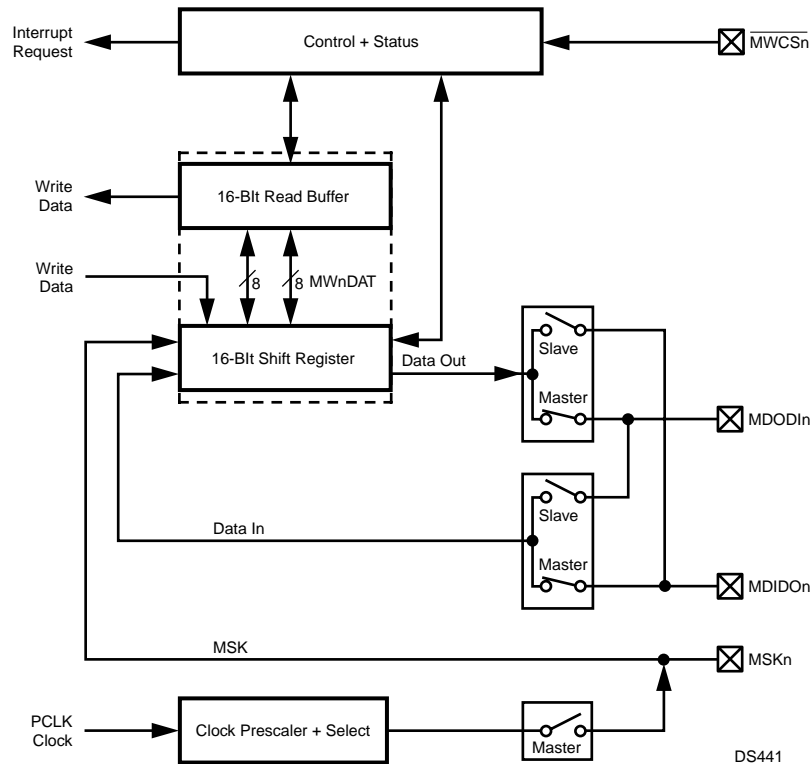 Interrupt
Request
Control + Status
MWCSn
Write
Data
16-BIt Read Buffer
Write
Data
8
8
MWnDAT
16-BIt Shift Register
Data Out
Slave
Master
MDODIn
Slave
Data In
Master
MDIDOn
MSK
MSKn
PCLK
Clock
Clock Prescaler + Select
Master
DS441